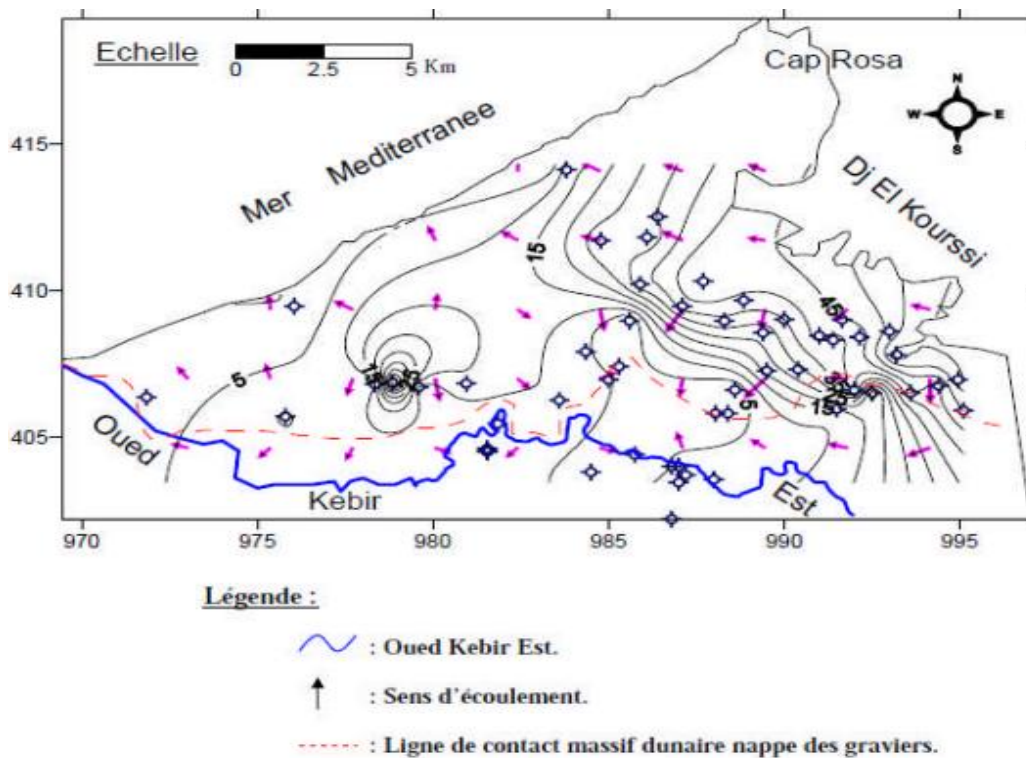 Echelle
0 2.5 5 Km
Cap Rosa
N
W E
S
Mer Mediterranee
Dj El Kourssi
415
410
405
15
45
5
5
15
Oued
Kebir
Est
970 975 980 985 990 995
Légende :
: Oued Kebir Est.
: Sens d'écoulement.
: Ligne de contact massif dunaire nappe des graviers.